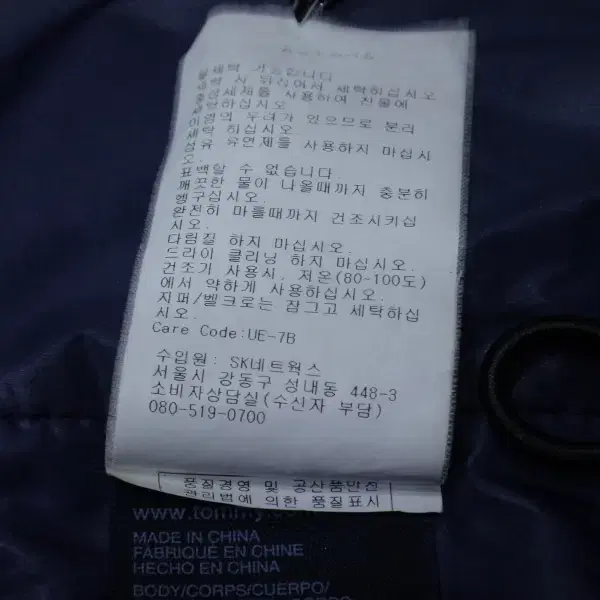 물세탁 가능합니다
세탁 시 뒤집어서 세탁하십시오
중성세제를 사용하여 찬물에
세탁하십시오
이염의 우려가 있으므로 분리
세탁 하십시오
섬유 유연제를 사용하지 마십시
오.
표백할 수 없습니다.
깨끗한 물이 나올때까지 충분히
헹구십시오.
완전히 마를때까지 건조시키십
시오.
다림질 하지 마십시오.
드라이 클리닝 하지 마십시오.
건조기 사용시, 저온(80-100도)
에서 약하게 사용하십시오.
지퍼/벨크로는 잠그고 세탁하십
시오.
Care Code:UE-7B
수입원: SK네트웍스
서울시 강동구 성내동 448-3
소비자상담실(수신자 부담)
080-519-0700
품질경영 및 공산품안전
관리법에 의한 품질표시
www.tommy.com
MADE IN CHINA
FABRIQUÉ EN CHINE
HECHO EN CHINA
BODY/CORPS/CUERPO/